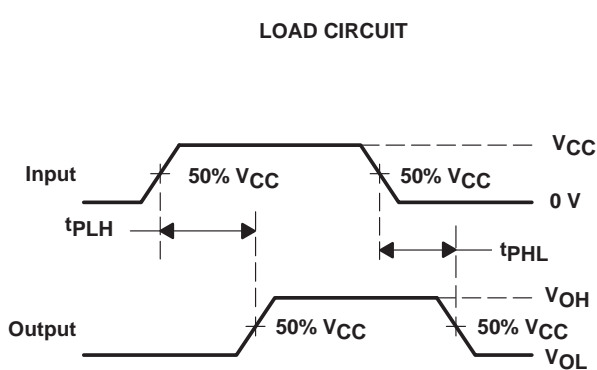 LOAD CIRCUIT
VCC
Input
50% VCC
50% VCC
0 V
tPLH
tPHL
VOH
Output
50% VCC
50% VCC
VOL